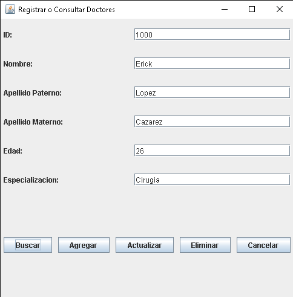 Registrar o Consultar Doctores
ID: 1000
Nombre: Erick
Apellido Paterno: Lopez
Apellido Materno: Cazarez
Edad: 26
Especializacion: Cirugia
Buscar Agregar Actualizar Eliminar Cancelar